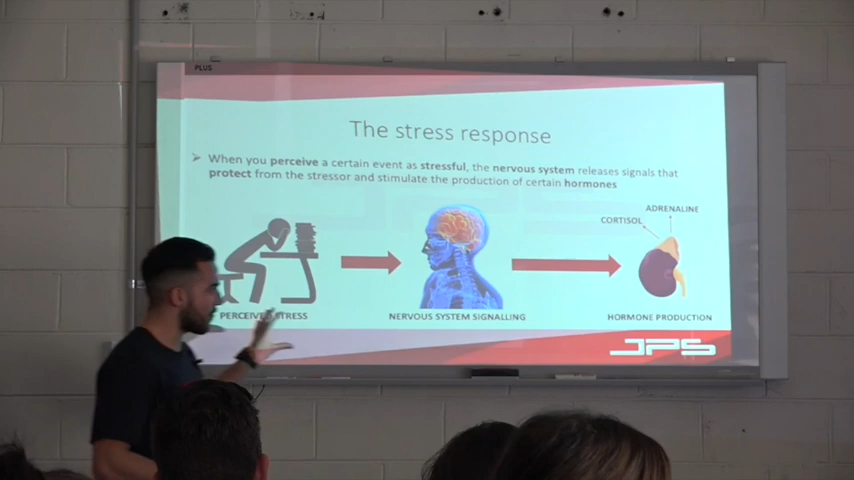 PLUS
The stress response
➤ When you perceive a certain event as stressful, the nervous system releases signals that
protect from the stressor and stimulate the production of certain hormones
ADRENALINE
CORTISOL
PERCEIVED STRESS
NERVOUS SYSTEM SIGNALLING
HORMONE PRODUCTION
JPS